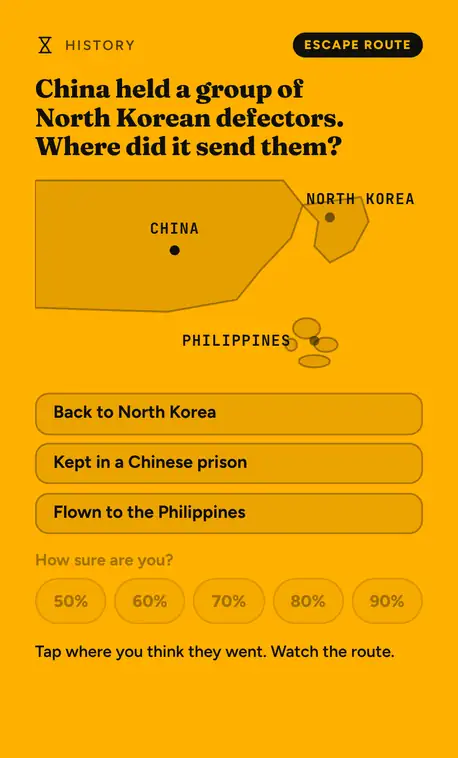 HISTORY
ESCAPE ROUTE
China held a group of
North Korean defectors.
Where did it send them?
NORTH KOREA
CHINA
PHILIPPINES
Back to North Korea
Kept in a Chinese prison
Flown to the Philippines
How sure are you?
50% 60% 70% 80% 90%
Tap where you think they went. Watch the route.